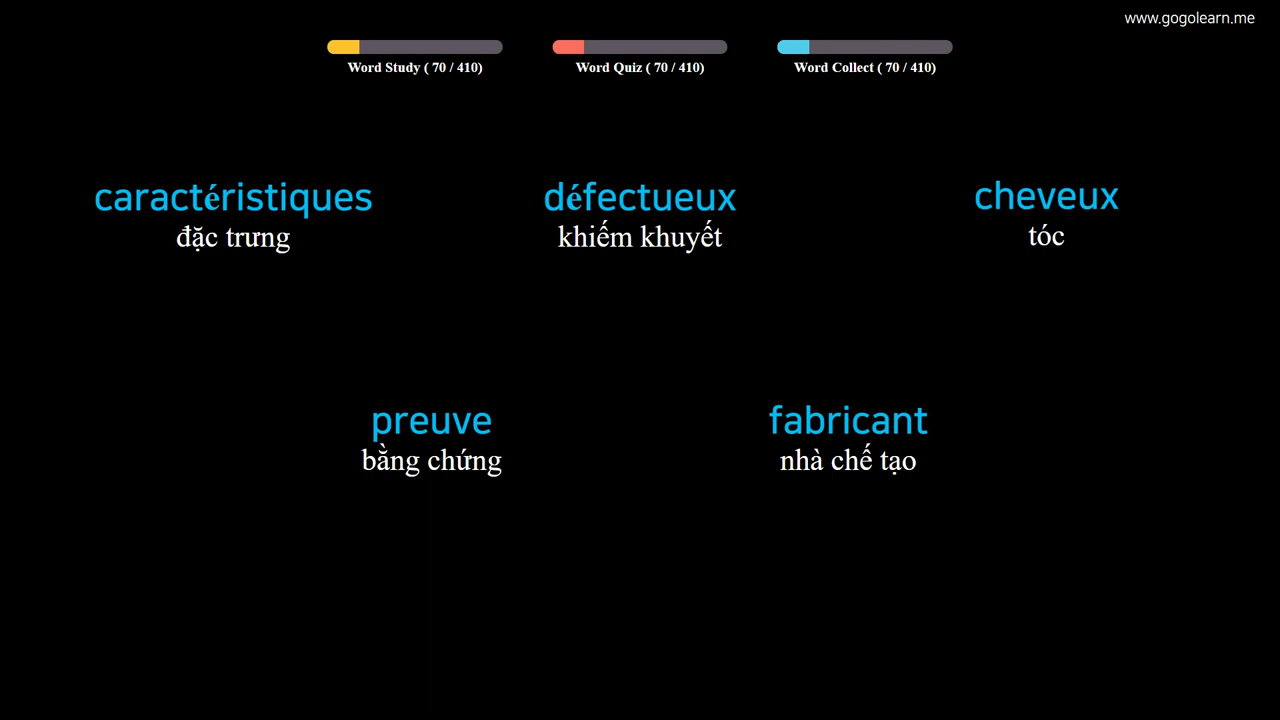 www.gogolearn.me
Word Study ( 70 / 410)
Word Quiz ( 70 / 410)
Word Collect ( 70 / 410)
caractéristiques
đặc trưng
défectueux
khiếm khuyết
cheveux
tóc
preuve
bằng chứng
fabricant
nhà chế tạo